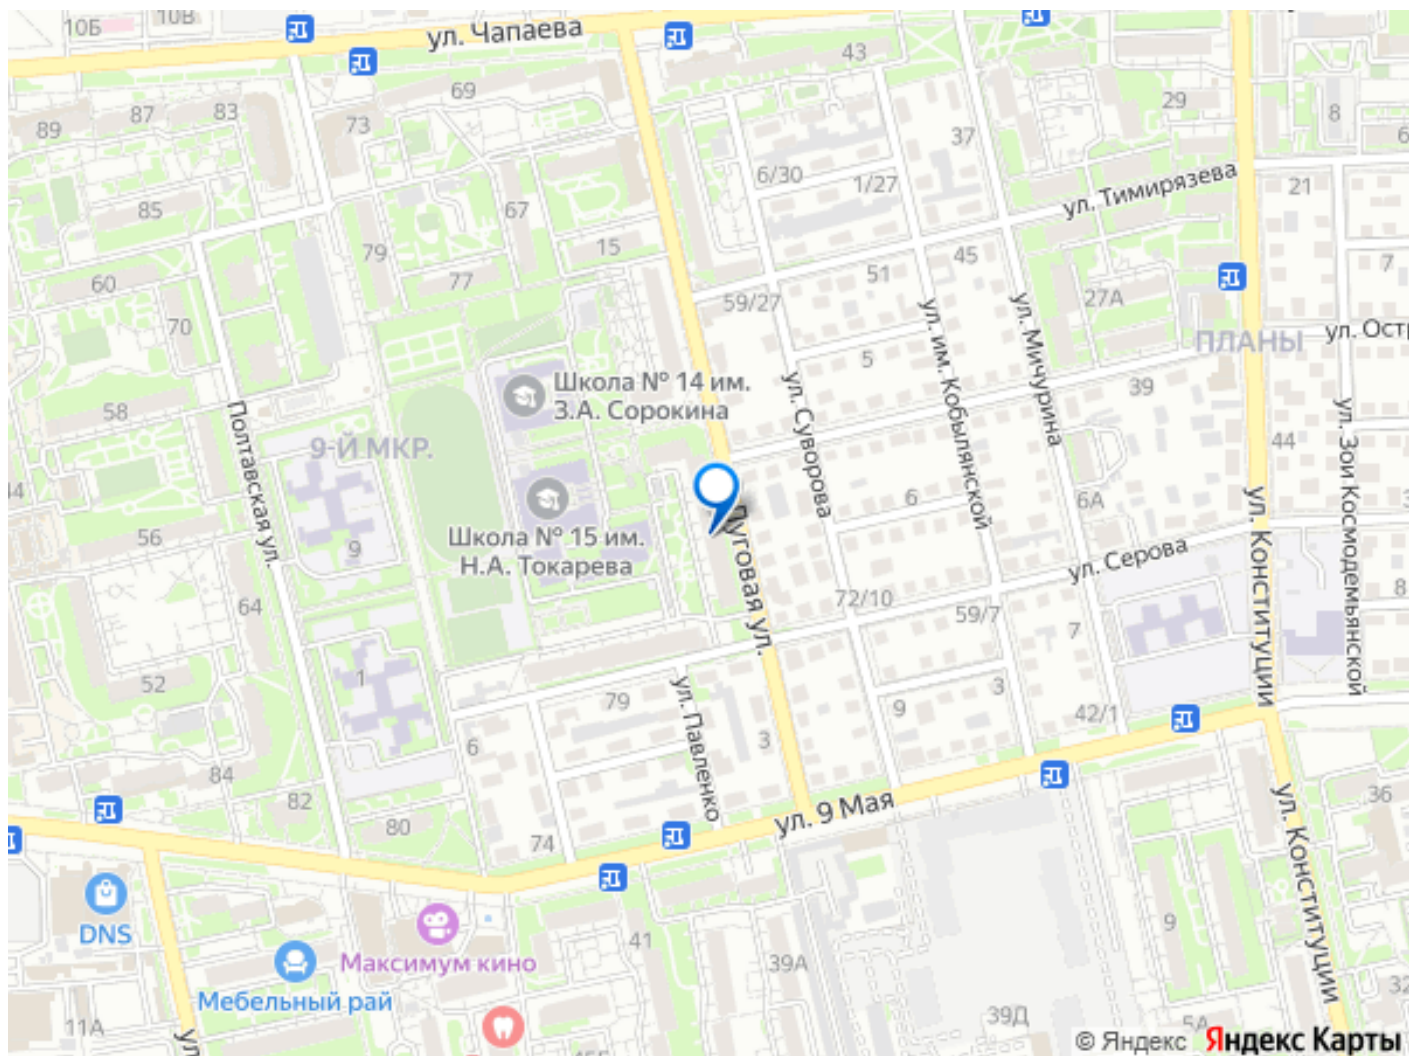 10Б
10В
ул. Чапаева
43
69
29
89
87
83
73
37
8
6
6/30
1/27
ул. Тимирязева
21
85
67
79
15
77
45
7
60
51
59/27
27А
70
ул. им. Кобылянской
ул. Мичурина
ПЛАНЫ
ул. Ост
5
Школа № 14 им.
З.А. Сорокина
39
58
Полтавская ул.
ул. Суворова
ул. Зои Космодемьянской
9-Й МКР.
44
6
6А
56
9
Школа № 15 им.
Н.А. Токарева
Луговая ул.
ул. Серова
ул. Конституции
64
72/10
59/7
7
8
1
52
79
ул. Павленко
3
9
3
42/1
6
84
82
80
74
ул. 9 Мая
ул. Конституции
36
DNS
Максимум кино
Мебельный рай
41
39А
9
11А
39Д
5А
32
© Яндекс Яндекс Карты